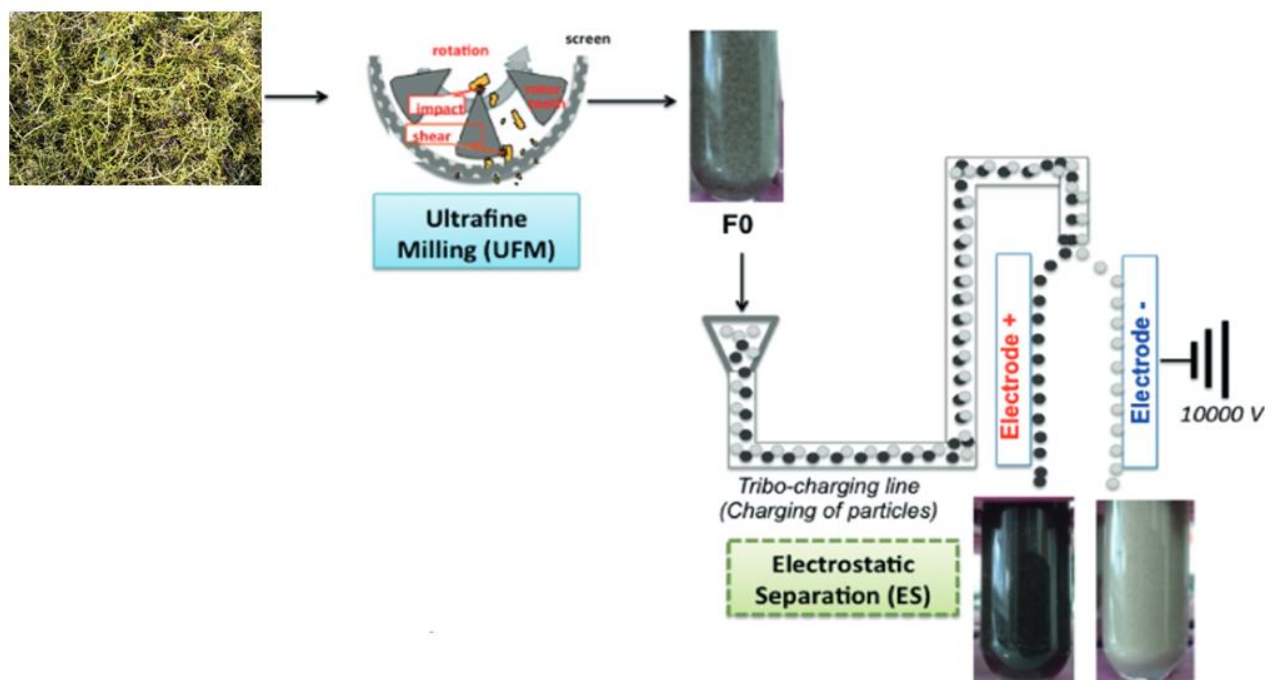 rotation
screen
impact
rotor
teeth
shear
Ultrafine
Milling (UFM)
F0
Electrode +
Electrode -
10000 V
Tribo-charging line
(Charging of particles)
Electrostatic
Separation (ES)